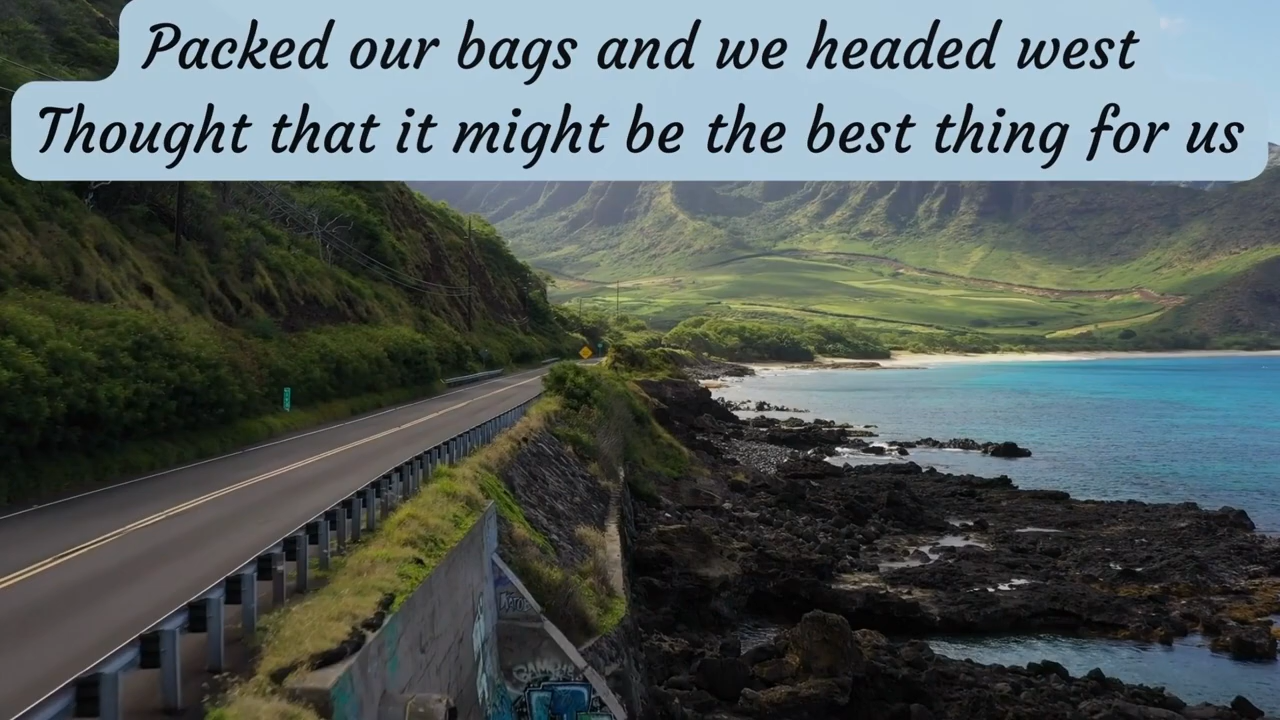 Packed our bags and we headed west
Thought that it might be the best thing for us